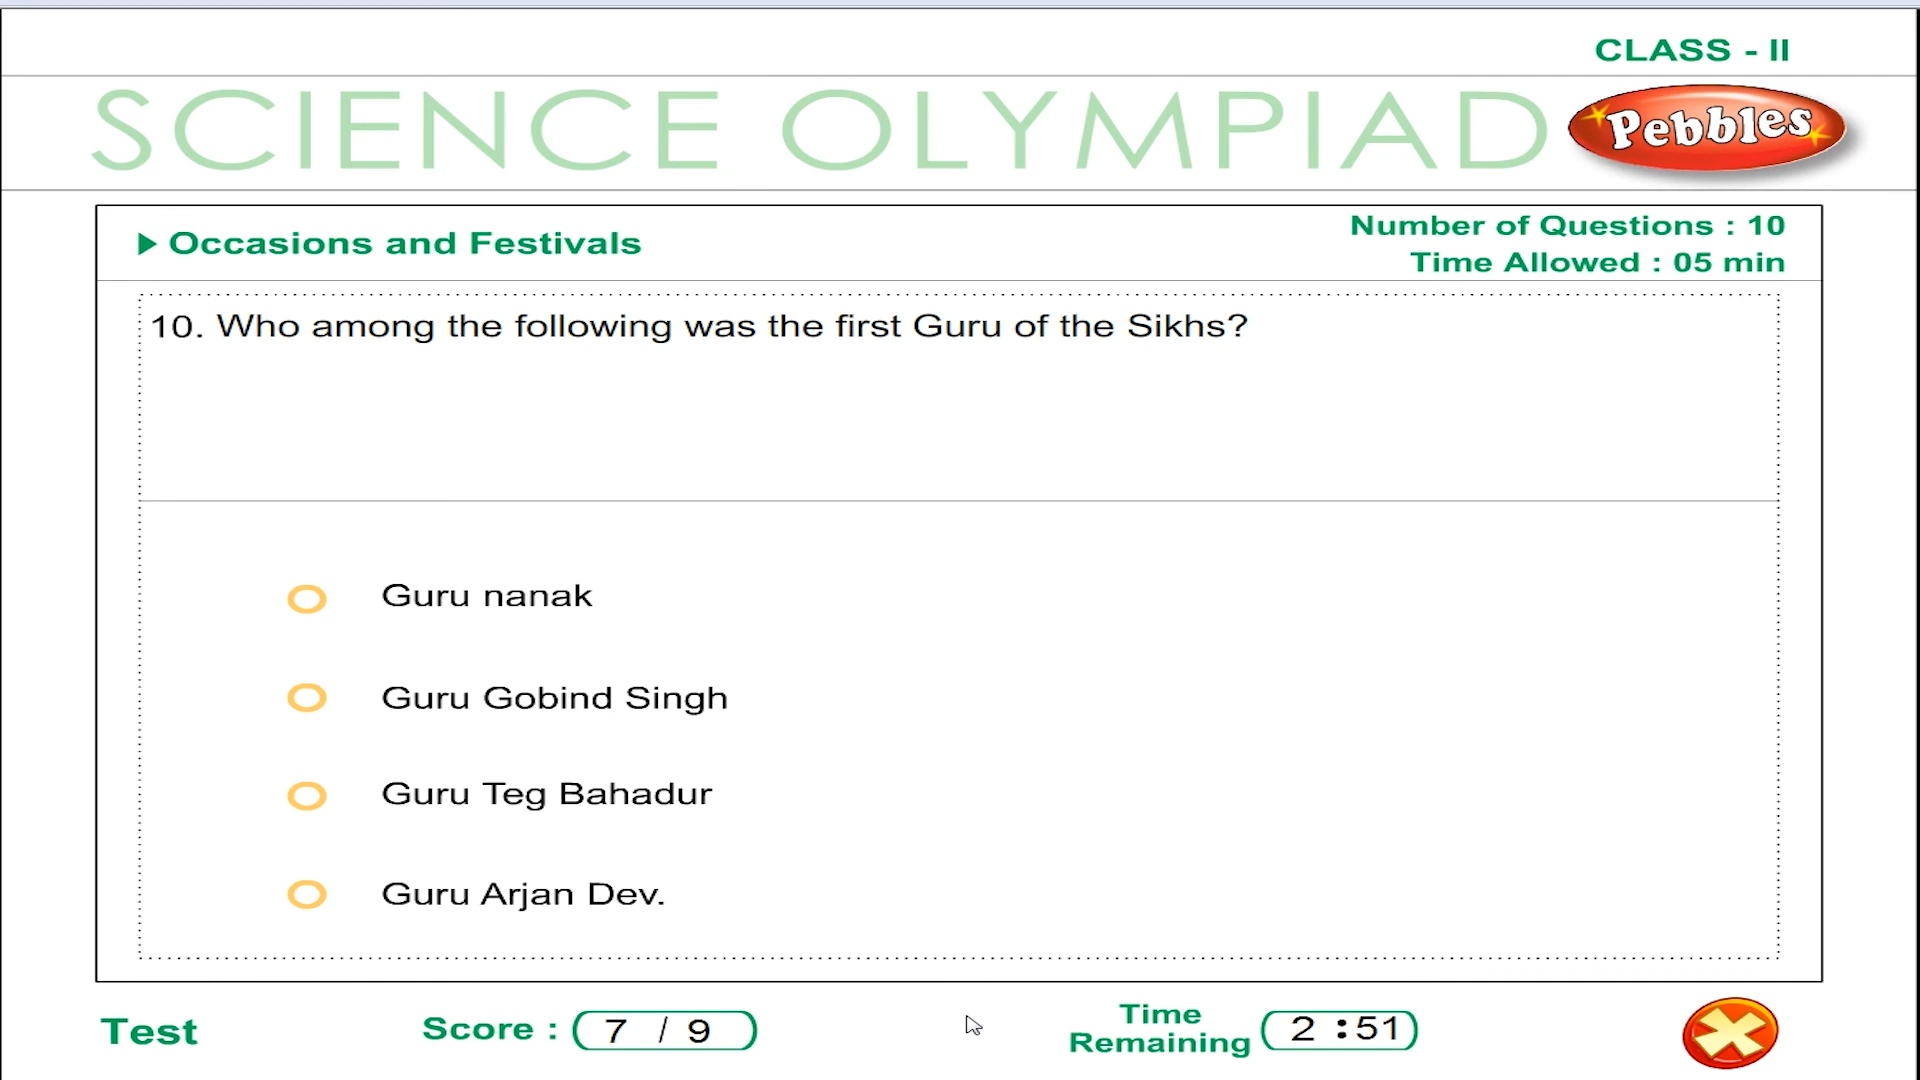 CLASS - II
SCIENCE OLYMPIAD
Pebbles
Occasions and Festivals
Number of Questions : 10
Time Allowed : 05 min
10. Who among the following was the first Guru of the Sikhs?
Guru nanak
Guru Gobind Singh
Guru Teg Bahadur
Guru Arjan Dev.
Test
Score : 7 / 9
Time
Remaining 2 :51